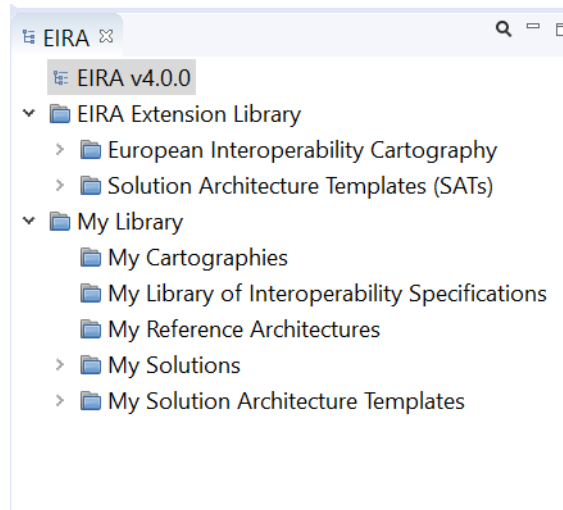 EIRA
EIRA v4.0.0
EIRA Extension Library
European Interoperability Cartography
Solution Architecture Templates (SATs)
My Library
My Cartographies
My Library of Interoperability Specifications
My Reference Architectures
My Solutions
My Solution Architecture Templates